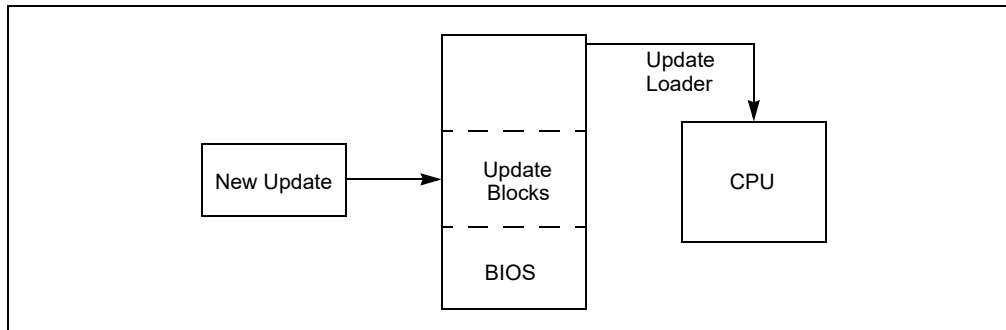 Update
Loader
New Update
Update
Blocks
CPU
BIOS